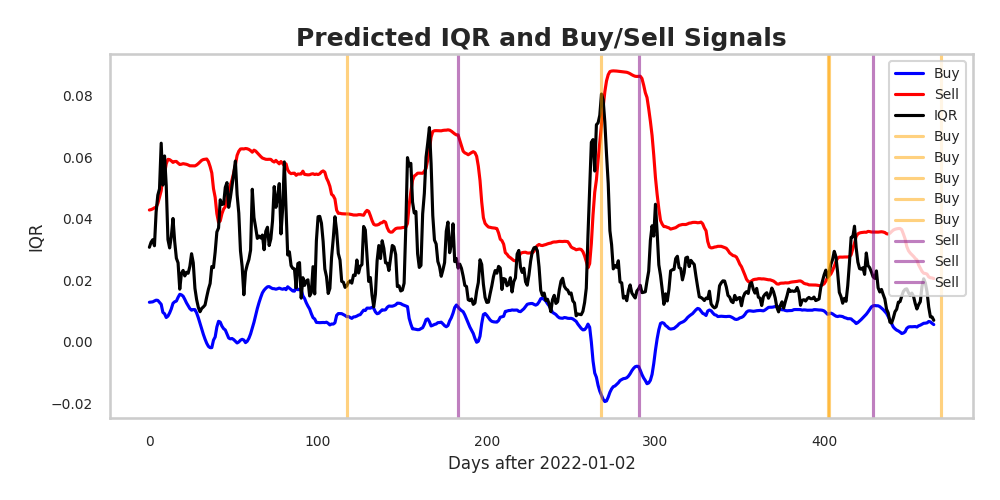 Predicted IQR and Buy/Sell Signals
Buy
Sell
IQR
Buy
Buy
Buy
Buy
Buy
Sell
Sell
Sell
0.08
0.06
0.04
0.02
0.00
−0.02
IQR
0
100
200
300
400
Days after 2022-01-02